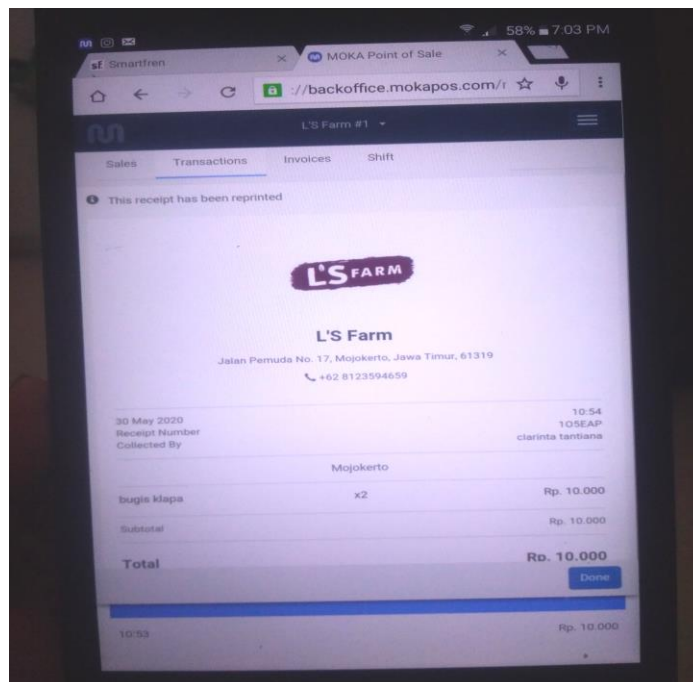 58% 7:03 PM
sf Smartfren × MOKA Point of Sale ×
://backoffice.mokapos.com/r
L'S Farm #1
Sales Transactions Invoices Shift
This receipt has been reprinted
L'S FARM
L'S Farm
Jalan Pemuda No. 17, Mojokerto, Jawa Timur, 61319
+62 8123594659
30 May 2020 10:54
Receipt Number 1O5EAP
Collected By clarinta tantiana
Mojokerto
bugis klapa x2 Rp. 10.000
Subtotal Rp. 10.000
Total Rp. 10.000
Done
10:53 Rp. 10.000